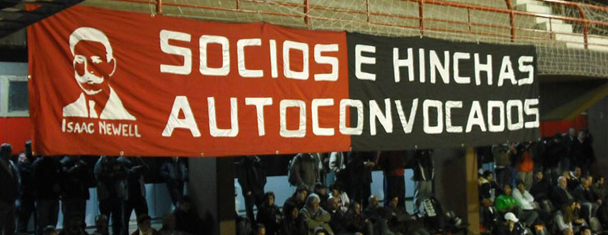 SOCIOS E HINCHAS
AUTOCONVOCADOS
ISAAC NEWELL